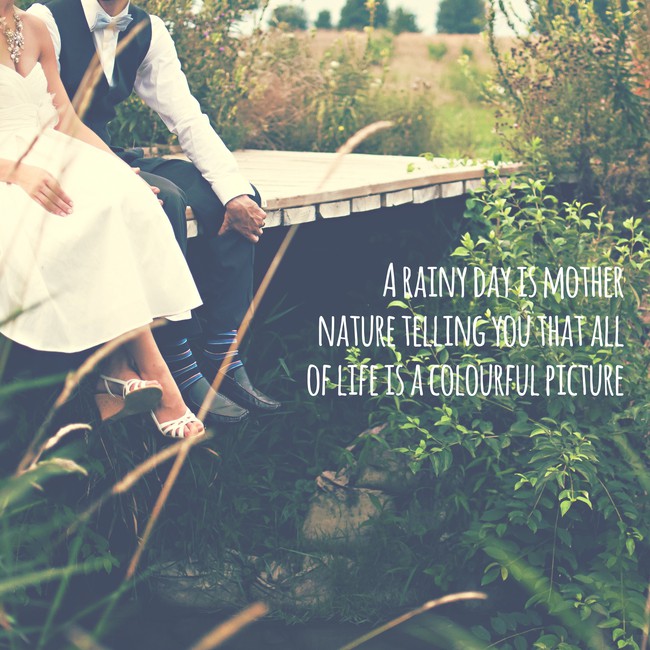 A RAINY DAY IS MOTHER
NATURE TELLING YOU THAT ALL
OF LIFE IS A COLOURFUL PICTURE